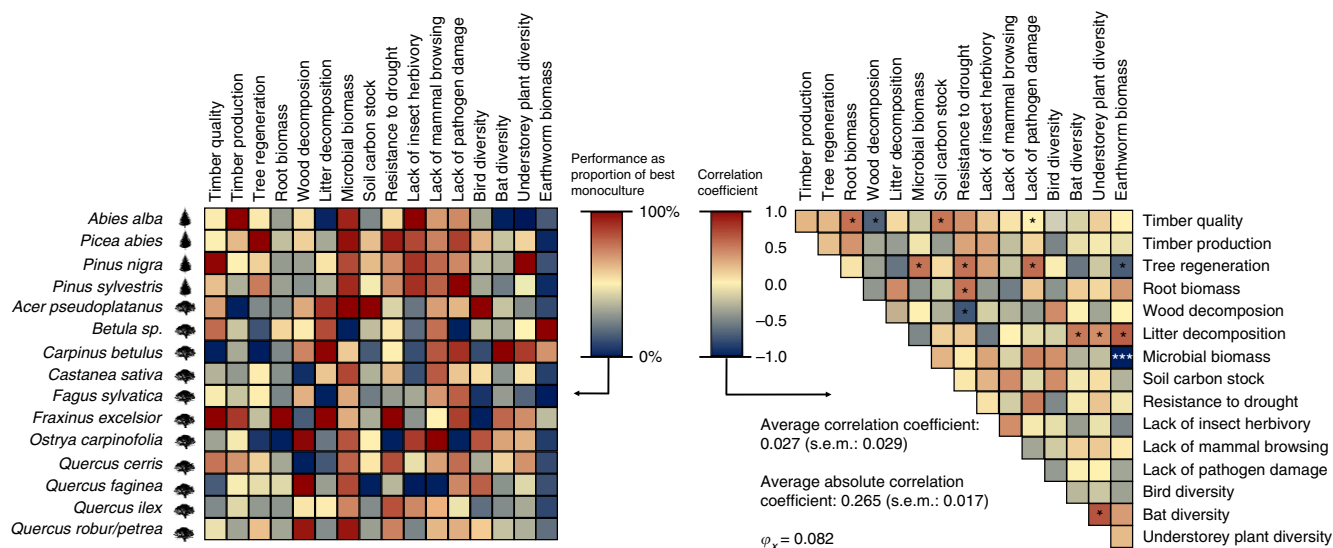 Timber quality
Timber production
Tree regeneration
Root biomass
Wood decomposion
Litter decomposition
Microbial biomass
Soil carbon stock
Resistance to drought
Lack of insect herbivory
Lack of mammal browsing
Lack of pathogen damage
Bird diversity
Bat diversity
Understorey plant diversity
Earthworm biomass
Abies alba
Picea abies
Pinus nigra
Pinus sylvestris
Acer pseudoplatanus
Betula sp.
Carpinus betulus
Castanea sativa
Fagus sylvatica
Fraxinus excelsior
Ostrya carpinofolia
Quercus cerris
Quercus faginea
Quercus ilex
Quercus robur/petrea
Performance as
proportion of best
monoculture
100%
0%
Correlation
coefficient
1.0
0.5
0.0
–0.5
–1.0
Timber production
Tree regeneration
Root biomass
Wood decomposion
Litter decomposition
Microbial biomass
Soil carbon stock
Resistance to drought
Lack of insect herbivory
Lack of mammal browsing
Lack of pathogen damage
Bird diversity
Bat diversity
Understorey plant diversity
Earthworm biomass
* * * * Timber quality
Timber production
* * * * Tree regeneration
* Root biomass
* Wood decomposion
* * * Litter decomposition
*** Microbial biomass
Soil carbon stock
Resistance to drought
Lack of insect herbivory
Lack of mammal browsing
Lack of pathogen damage
Bird diversity
* Bat diversity
Understorey plant diversity
Average correlation coefficient:
0.027 (s.e.m.: 0.029)
Average absolute correlation
coefficient: 0.265 (s.e.m.: 0.017)
φx = 0.082